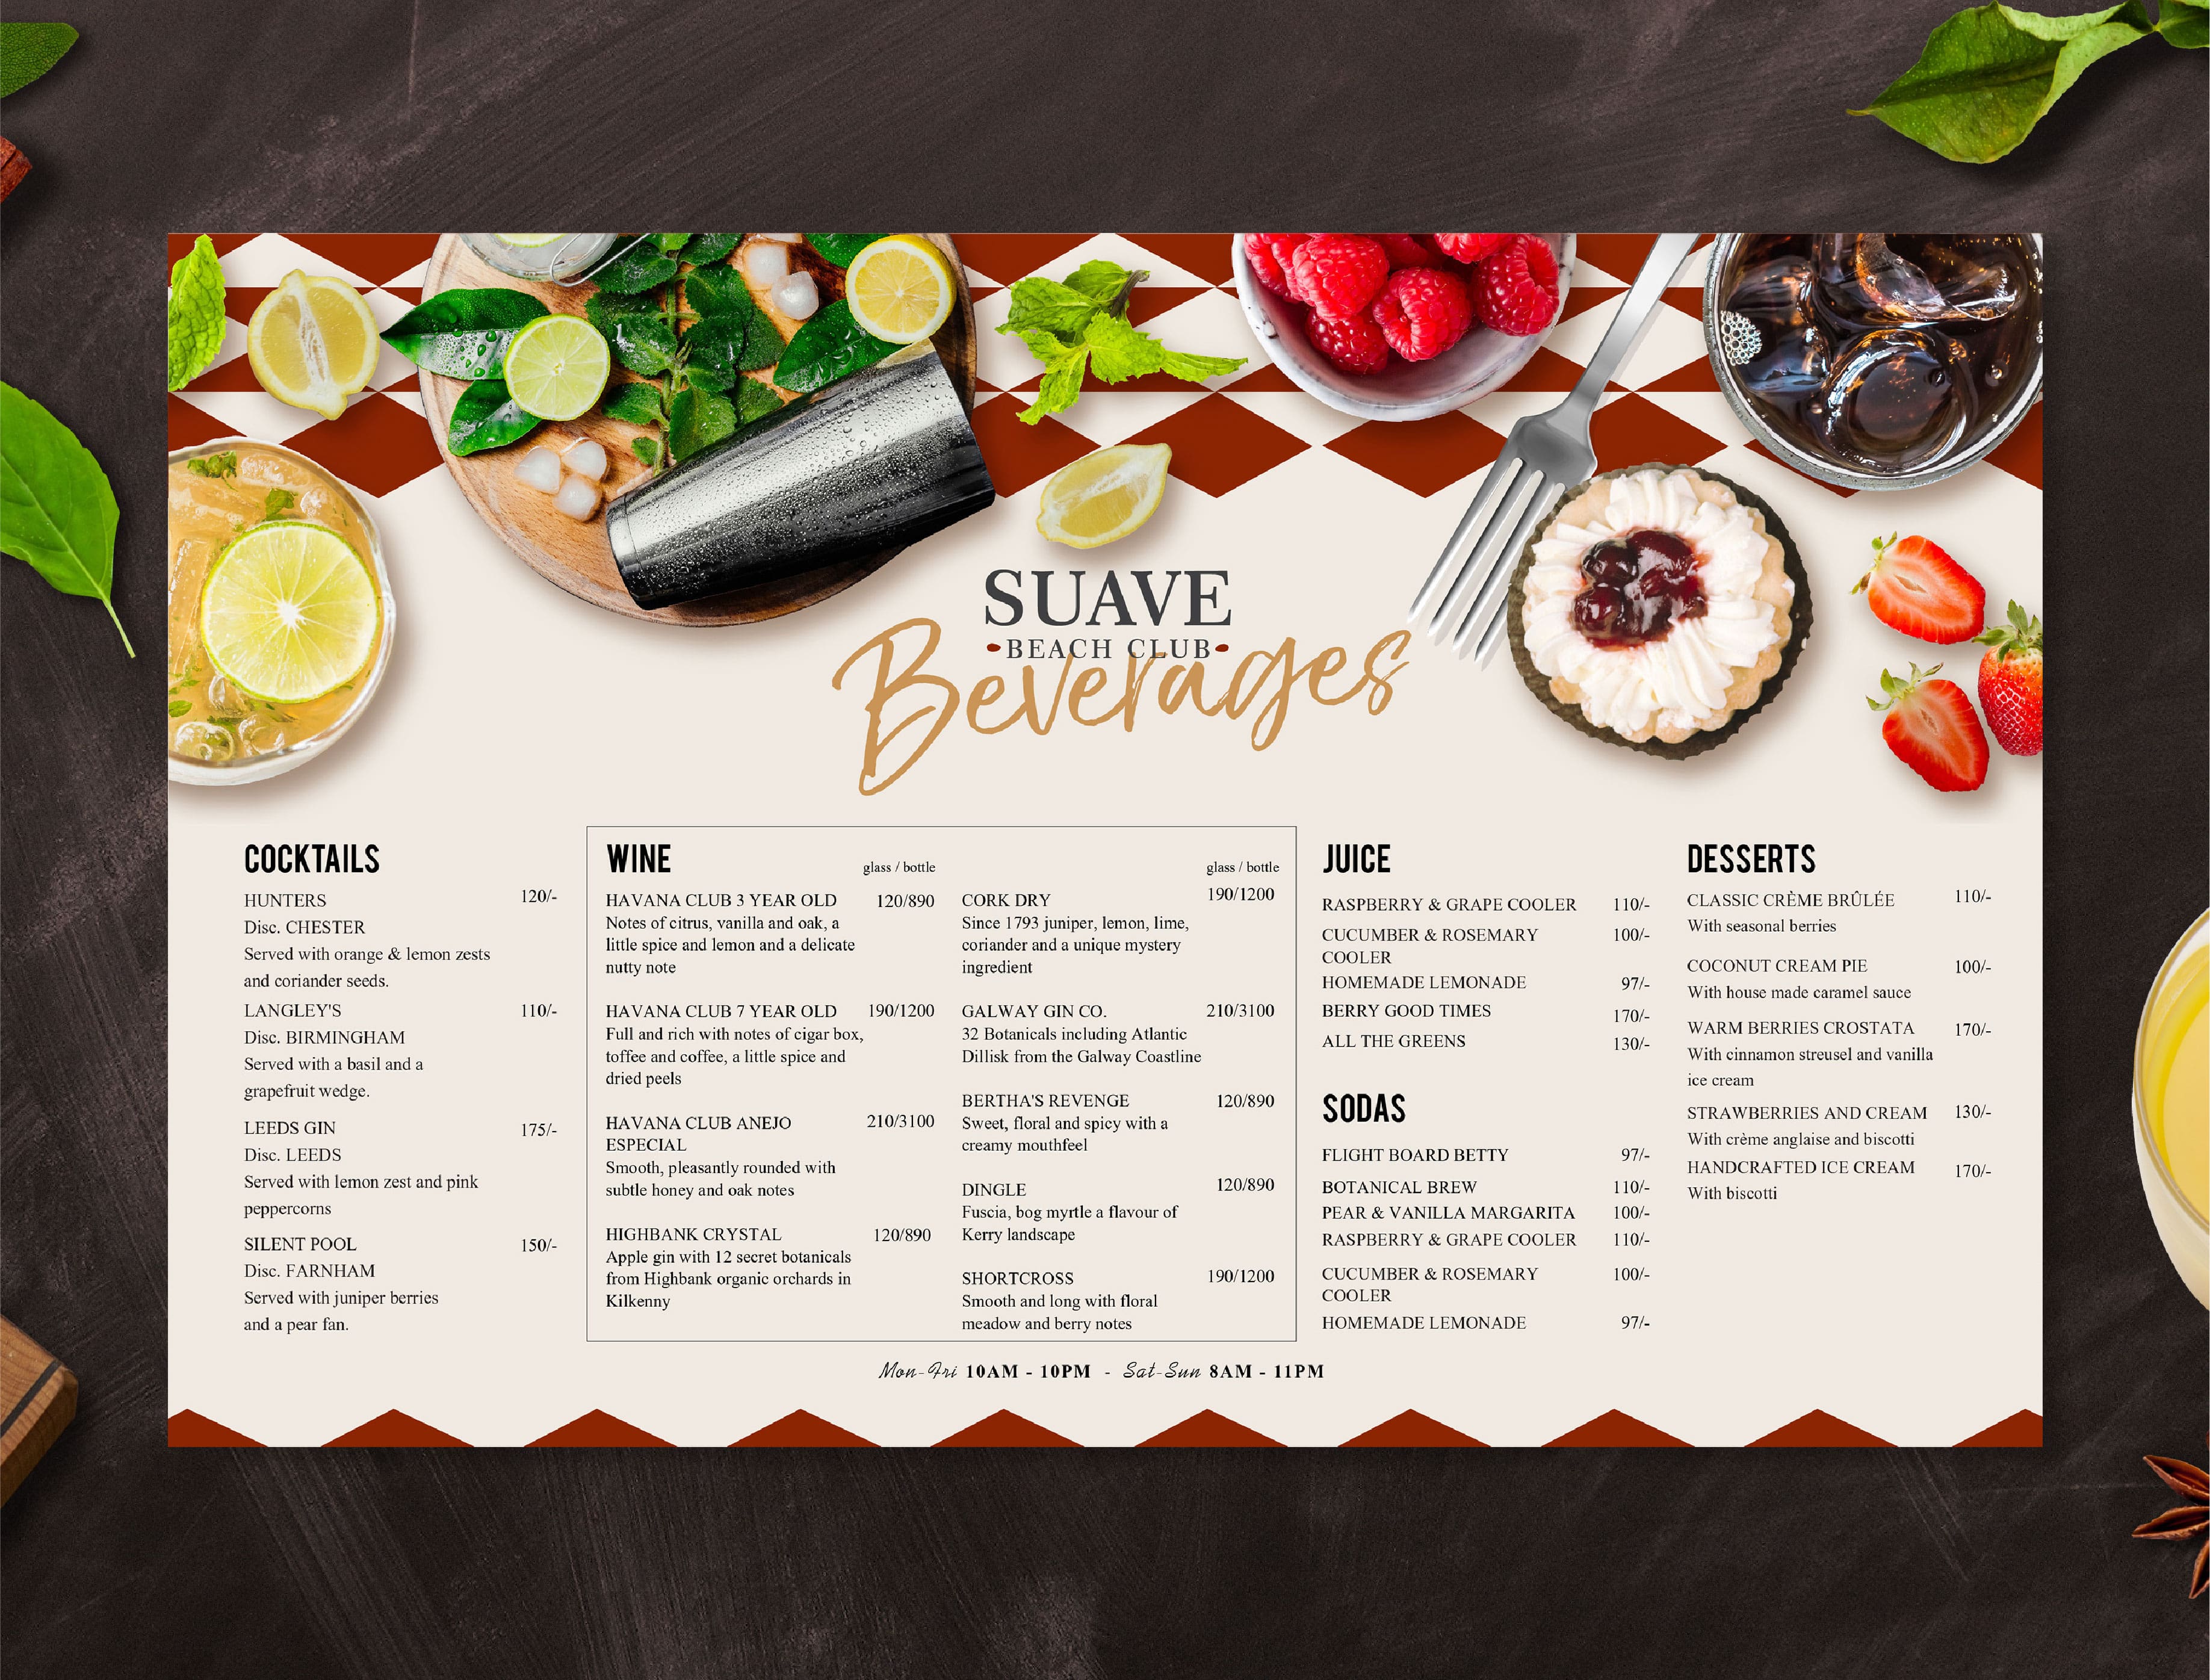 SUAVE
•BEACH CLUB•
Beverages
COCKTAILS
HUNTERS 120/-
Disc. CHESTER
Served with orange & lemon zests
and coriander seeds.
LANGLEY'S 110/-
Disc. BIRMINGHAM
Served with a basil and a
grapefruit wedge.
LEEDS GIN 175/-
Disc. LEEDS
Served with lemon zest and pink
peppercorns
SILENT POOL 150/-
Disc. FARNHAM
Served with juniper berries
and a pear fan.
WINE
glass / bottle
HAVANA CLUB 3 YEAR OLD 120/890
Notes of citrus, vanilla and oak, a
little spice and lemon and a delicate
nutty note
HAVANA CLUB 7 YEAR OLD 190/1200
Full and rich with notes of cigar box,
toffee and coffee, a little spice and
dried peels
HAVANA CLUB ANEJO 210/3100
ESPECIAL
Smooth, pleasantly rounded with
subtle honey and oak notes
HIGHBANK CRYSTAL 120/890
Apple gin with 12 secret botanicals
from Highbank organic orchards in
Kilkenny
glass / bottle
CORK DRY 190/1200
Since 1793 juniper, lemon, lime,
coriander and a unique mystery
ingredient
GALWAY GIN CO. 210/3100
32 Botanicals including Atlantic
Dillisk from the Galway Coastline
BERTHA'S REVENGE 120/890
Sweet, floral and spicy with a
creamy mouthfeel
DINGLE 120/890
Fuscia, bog myrtle a flavour of
Kerry landscape
SHORTCROSS 190/1200
Smooth and long with floral
meadow and berry notes
JUICE
RASPBERRY & GRAPE COOLER 110/-
CUCUMBER & ROSEMARY 100/-
COOLER
HOMEMADE LEMONADE 97/-
BERRY GOOD TIMES 170/-
ALL THE GREENS 130/-
SODAS
FLIGHT BOARD BETTY 97/-
BOTANICAL BREW 110/-
PEAR & VANILLA MARGARITA 100/-
RASPBERRY & GRAPE COOLER 110/-
CUCUMBER & ROSEMARY 100/-
COOLER
HOMEMADE LEMONADE 97/-
DESSERTS
CLASSIC CRÈME BRÛLÉE 110/-
With seasonal berries
COCONUT CREAM PIE 100/-
With house made caramel sauce
WARM BERRIES CROSTATA 170/-
With cinnamon streusel and vanilla
ice cream
STRAWBERRIES AND CREAM 130/-
With crème anglaise and biscotti
HANDCRAFTED ICE CREAM 170/-
With biscotti
Mon-Fri 10AM - 10PM - Sat-Sun 8AM - 11PM